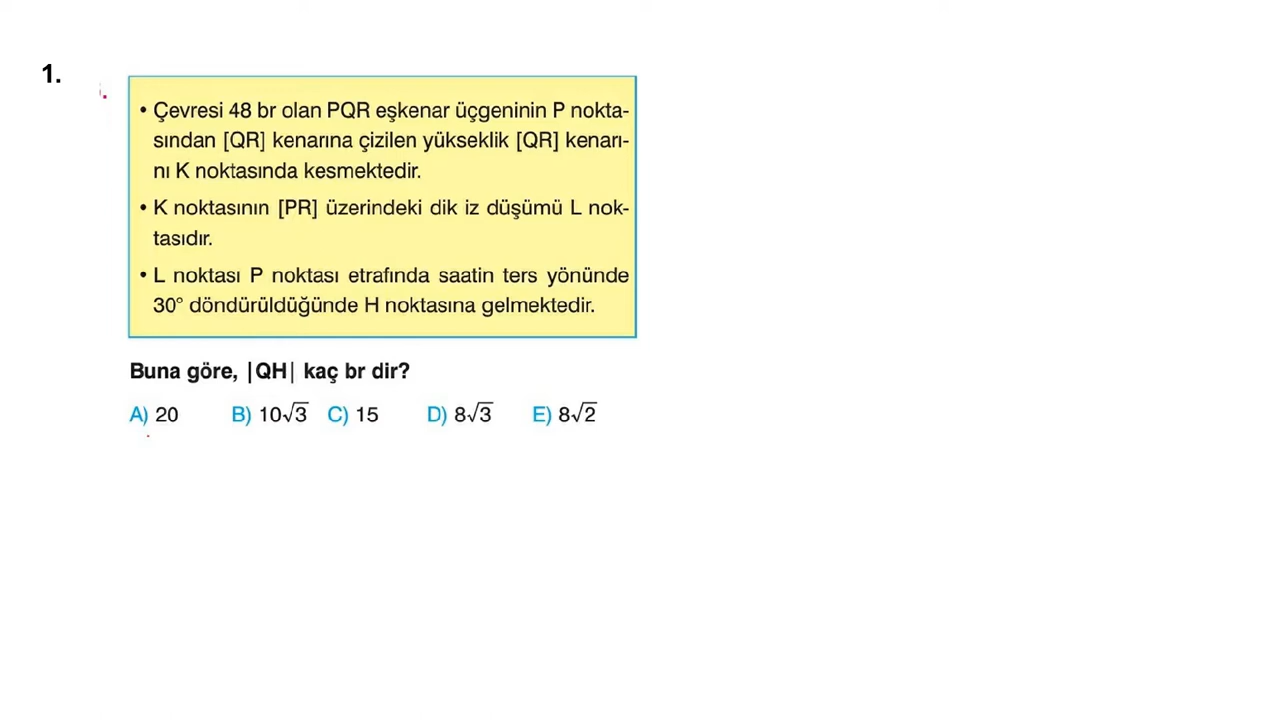 1.
• Çevresi 48 br olan PQR eşkenar üçgeninin P nokta-
sından [QR] kenarına çizilen yükseklik [QR] kenarı-
nı K noktasında kesmektedir.
• K noktasının [PR] üzerindeki dik iz düşümü L nok-
tasıdır.
• L noktası P noktası etrafında saatin ters yönünde
30° döndürüldüğünde H noktasına gelmektedir.
Buna göre, |QH| kaç br dir?
A) 20 B) 10√3 C) 15 D) 8√3 E) 8√2